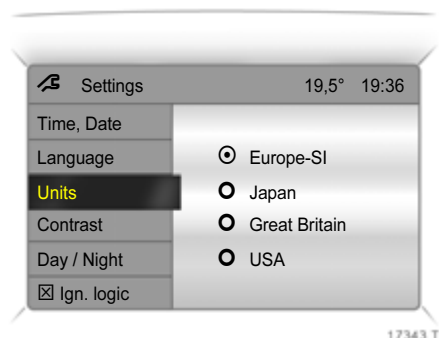 Settings 19,5° 19:36
Time, Date
Language
Units
Contrast
Day / Night
Ign. logic
Europe-SI
Japan
Great Britain
USA
17343 T